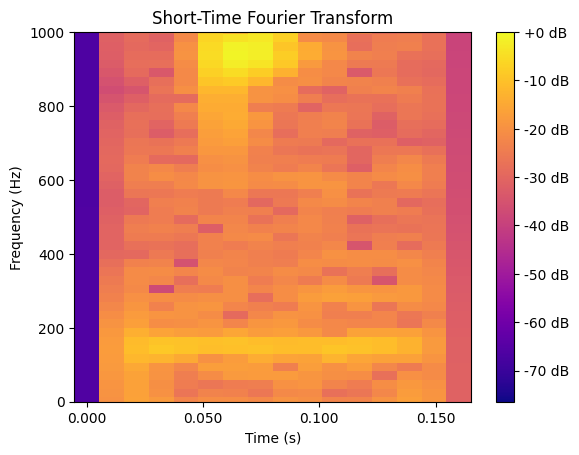 Short-Time Fourier Transform
1000
800
600
400
200
0
Frequency (Hz)
0.000
0.050
0.100
0.150
Time (s)
+0 dB
-10 dB
-20 dB
-30 dB
-40 dB
-50 dB
-60 dB
-70 dB